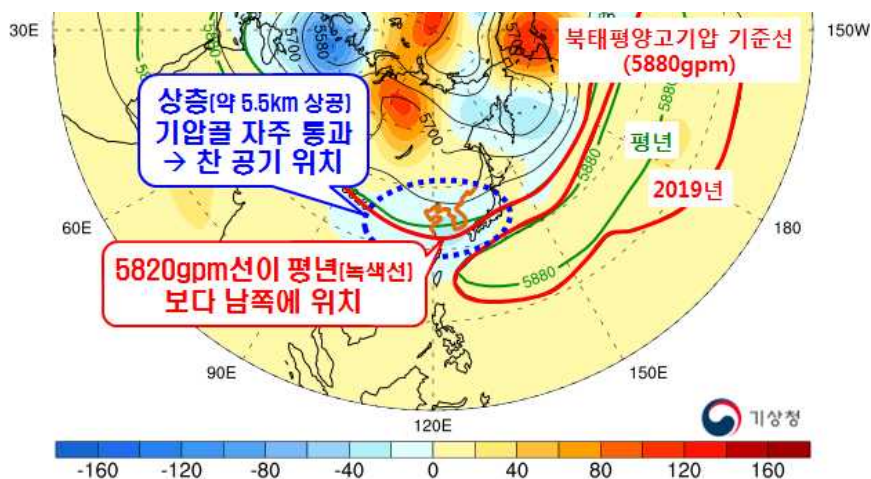 30E
150W
5700
5580
북태평양고기압 기준선
(5880gpm)
상층(약 5.5km 상공)
기압골 자주 통과
→ 찬 공기 위치
5700
5880
5880
평년
2019년
60E
180
5820gpm선이 평년(녹색선)
보다 남쪽에 위치
5880
90E
150E
120E
기상청
-160 -120 -80 -40 0 40 80 120 160